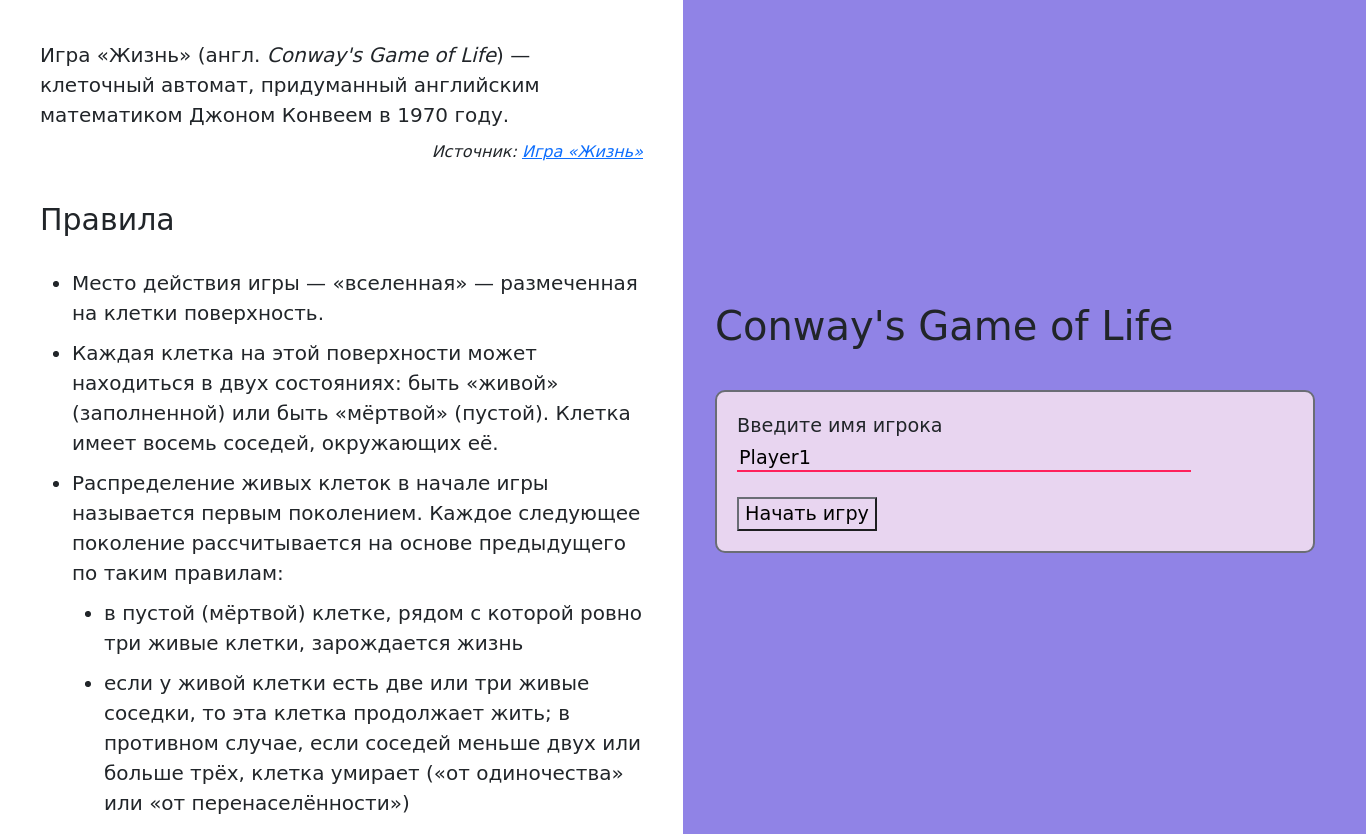 Игра «Жизнь» (англ. Conway's Game of Life) —
клеточный автомат, придуманный английским
математиком Джоном Конвеем в 1970 году.
Источник: Игра «Жизнь»
Правила
• Место действия игры — «вселенная» — размеченная
на клетки поверхность.
• Каждая клетка на этой поверхности может
находиться в двух состояниях: быть «живой»
(заполненной) или быть «мёртвой» (пустой). Клетка
имеет восемь соседей, окружающих её.
• Распределение живых клеток в начале игры
называется первым поколением. Каждое следующее
поколение рассчитывается на основе предыдущего
по таким правилам:
• в пустой (мёртвой) клетке, рядом с которой ровно
три живые клетки, зарождается жизнь
• если у живой клетки есть две или три живые
соседки, то эта клетка продолжает жить; в
противном случае, если соседей меньше двух или
больше трёх, клетка умирает («от одиночества»
или «от перенаселённости»)
Conway's Game of Life
Введите имя игрока
Player1
Начать игру